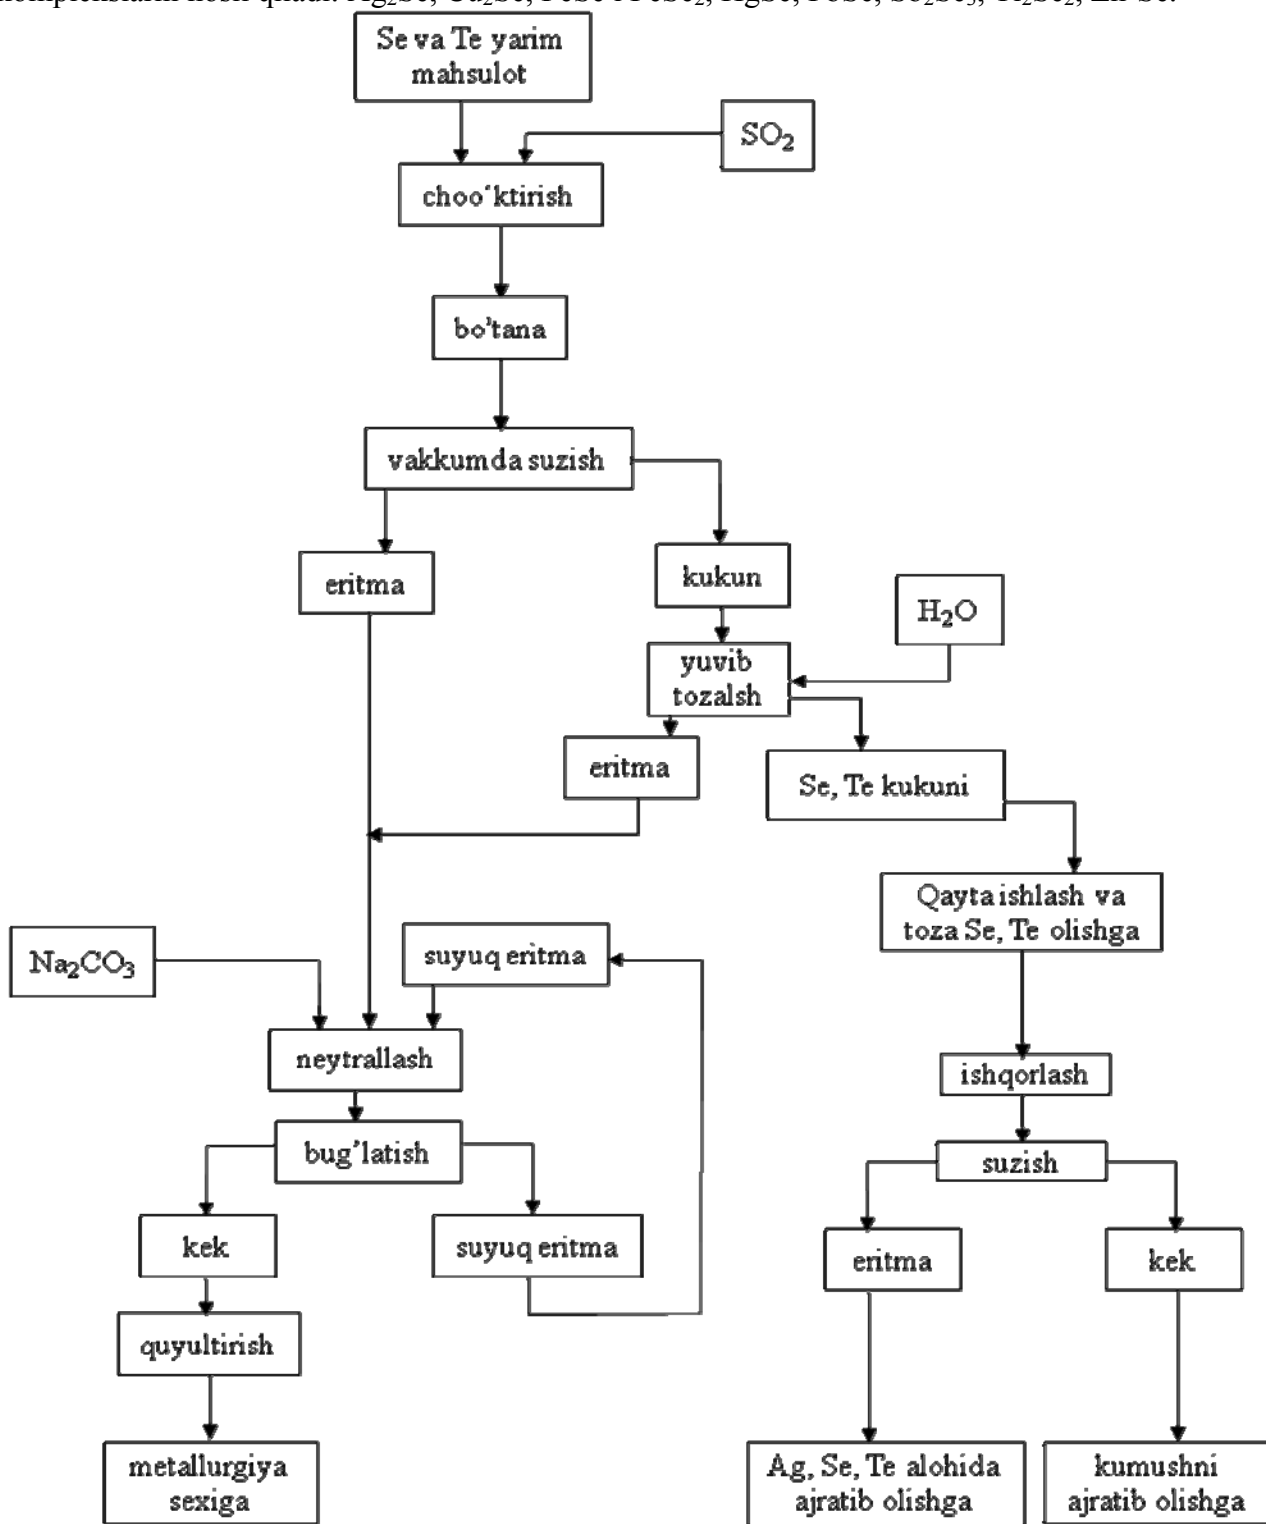 Se va Te yarim
mahsulot
SO₂
choo‘ktirish
bo’tana
vakkumda suzish
eritma
kukun
H₂O
yuvib
tozalsh
eritma
Se, Te kukuni
Qayta ishlash va
toza Se, Te olishga
Na₂CO₃
suyuq eritma
neytrallash
ishqorlash
bug‘latish
suzish
kek
suyuq eritma
eritma
kek
quyultirish
metallurgiya
sexiga
Ag, Se, Te alohida
ajratib olishga
kumushni
ajratib olishga